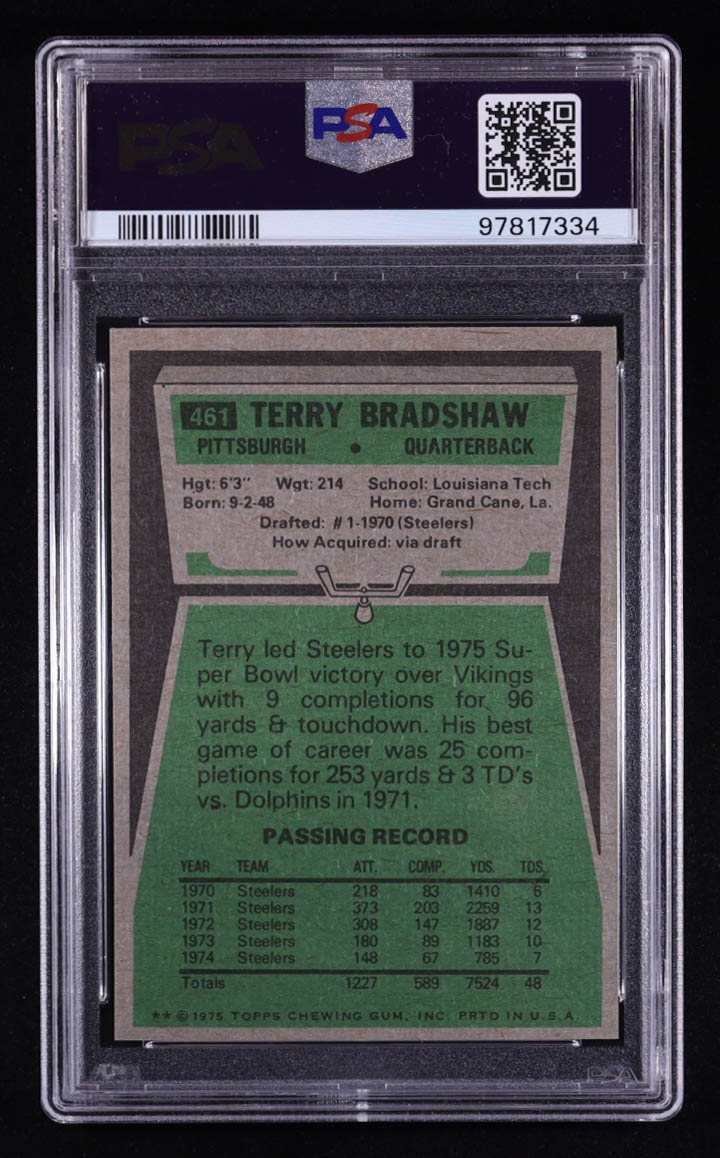 PSA
PSA
97817334
461 TERRY BRADSHAW
PITTSBURGH • QUARTERBACK
Hgt: 6'3" Wgt: 214 School: Louisiana Tech
Born: 9-2-48 Home: Grand Cane, La.
Drafted: #1-1970 (Steelers)
How Acquired: via draft
Terry led Steelers to 1975 Su-
per Bowl victory over Vikings
with 9 completions for 96
yards & touchdown. His best
game of career was 25 com-
pletions for 253 yards & 3 TD's
vs. Dolphins in 1971.
PASSING RECORD
YEAR TEAM ATT. COMP. YDS. TDS.
1970 Steelers 218 83 1410 6
1971 Steelers 373 203 2259 13
1972 Steelers 308 147 1887 12
1973 Steelers 180 89 1183 10
1974 Steelers 148 67 785 7
Totals 1227 589 7524 48
** © 1975 TOPPS CHEWING GUM, INC. PRTD IN U.S.A.
PSA
PSA